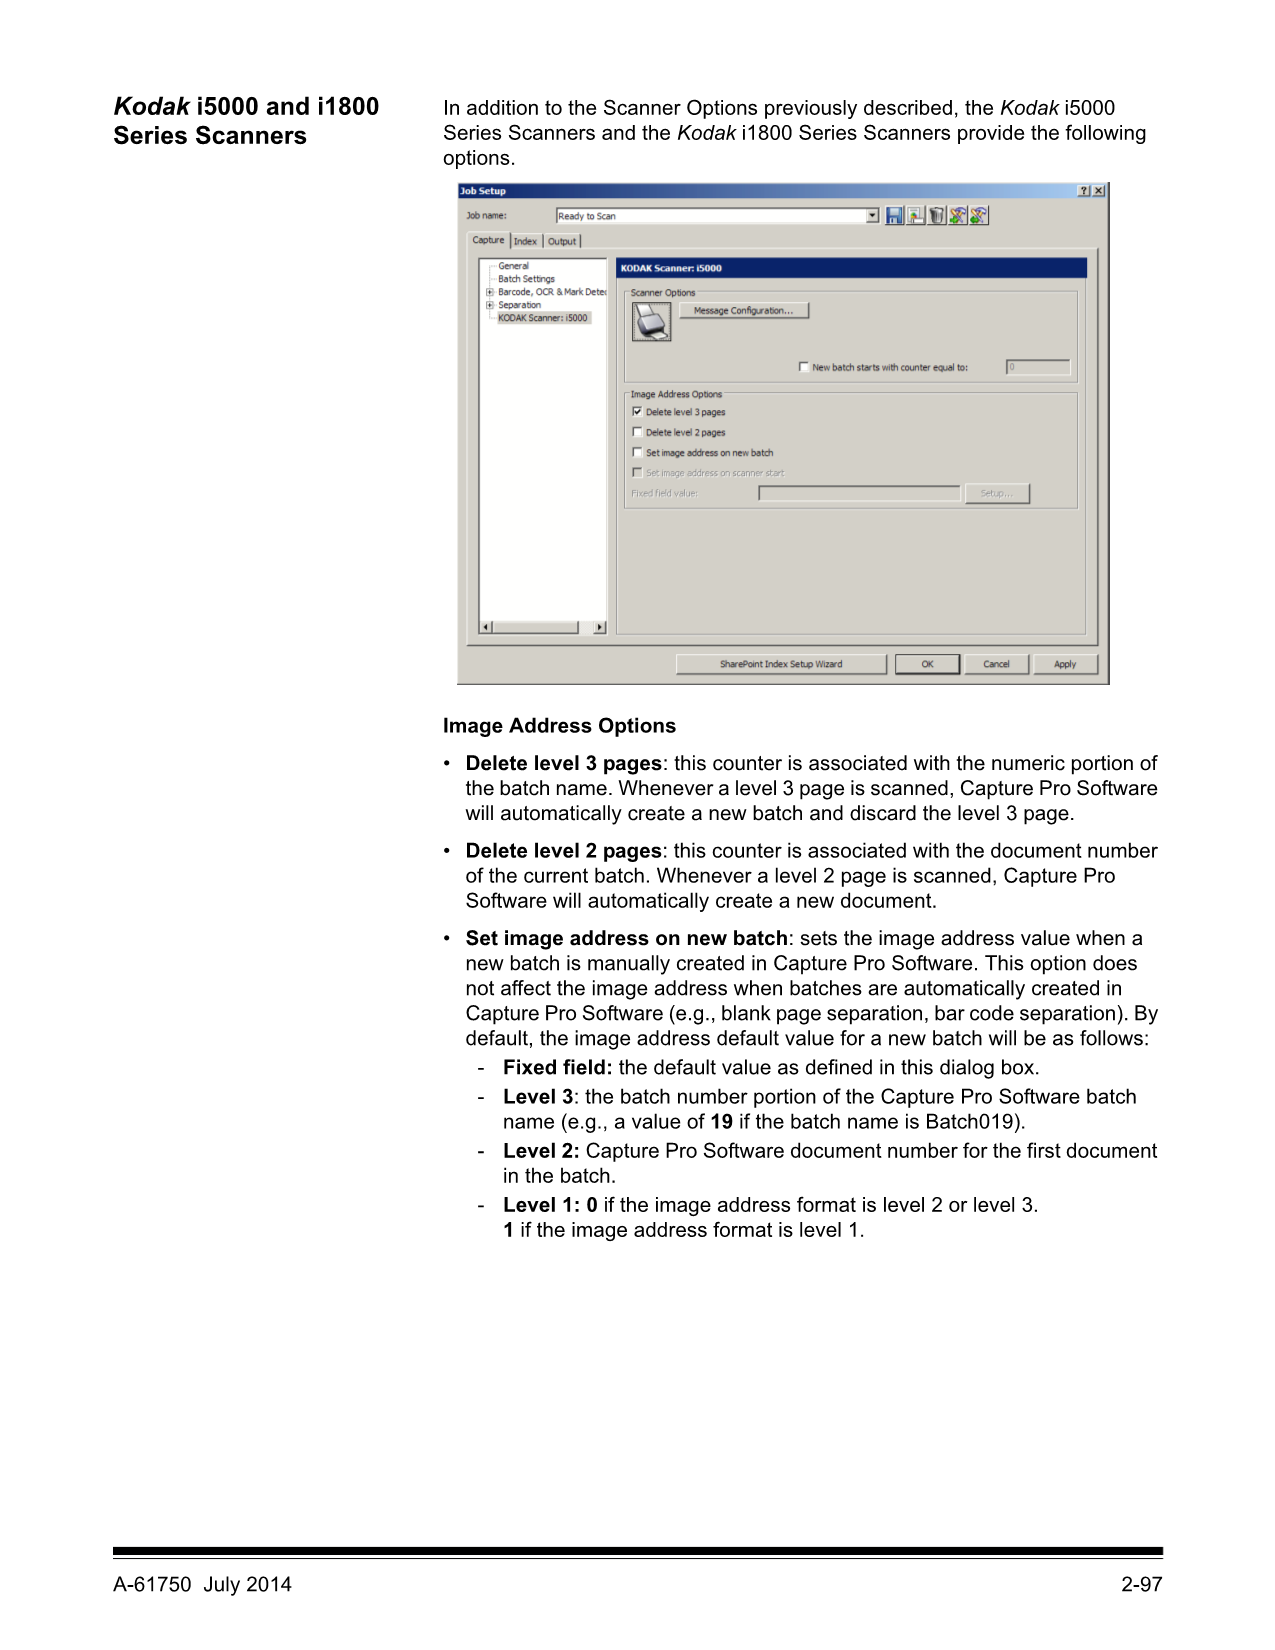 Kodak i5000 and i1800
Series Scanners
In addition to the Scanner Options previously described, the Kodak i5000
Series Scanners and the Kodak i1800 Series Scanners provide the following
options.
Job Setup
Job name:
Ready to Scan
Capture Index Output
General
Batch Settings
Barcode, OCR & Mark Detec
Separation
KODAK Scanner: i5000
KODAK Scanner: i5000
Scanner Options
Message Configuration...
New batch starts with counter equal to:
0
Image Address Options
Delete level 3 pages
Delete level 2 pages
Set image address on new batch
Set image address on scanner start
Fixed field value:
Setup...
SharePoint Index Setup Wizard
OK
Cancel
Apply
Image Address Options
• Delete level 3 pages: this counter is associated with the numeric portion of
the batch name. Whenever a level 3 page is scanned, Capture Pro Software
will automatically create a new batch and discard the level 3 page.
• Delete level 2 pages: this counter is associated with the document number
of the current batch. Whenever a level 2 page is scanned, Capture Pro
Software will automatically create a new document.
• Set image address on new batch: sets the image address value when a
new batch is manually created in Capture Pro Software. This option does
not affect the image address when batches are automatically created in
Capture Pro Software (e.g., blank page separation, bar code separation). By
default, the image address default value for a new batch will be as follows:
- Fixed field: the default value as defined in this dialog box.
- Level 3: the batch number portion of the Capture Pro Software batch
name (e.g., a value of 19 if the batch name is Batch019).
- Level 2: Capture Pro Software document number for the first document
in the batch.
- Level 1: 0 if the image address format is level 2 or level 3.
1 if the image address format is level 1.
A-61750 July 2014
2-97